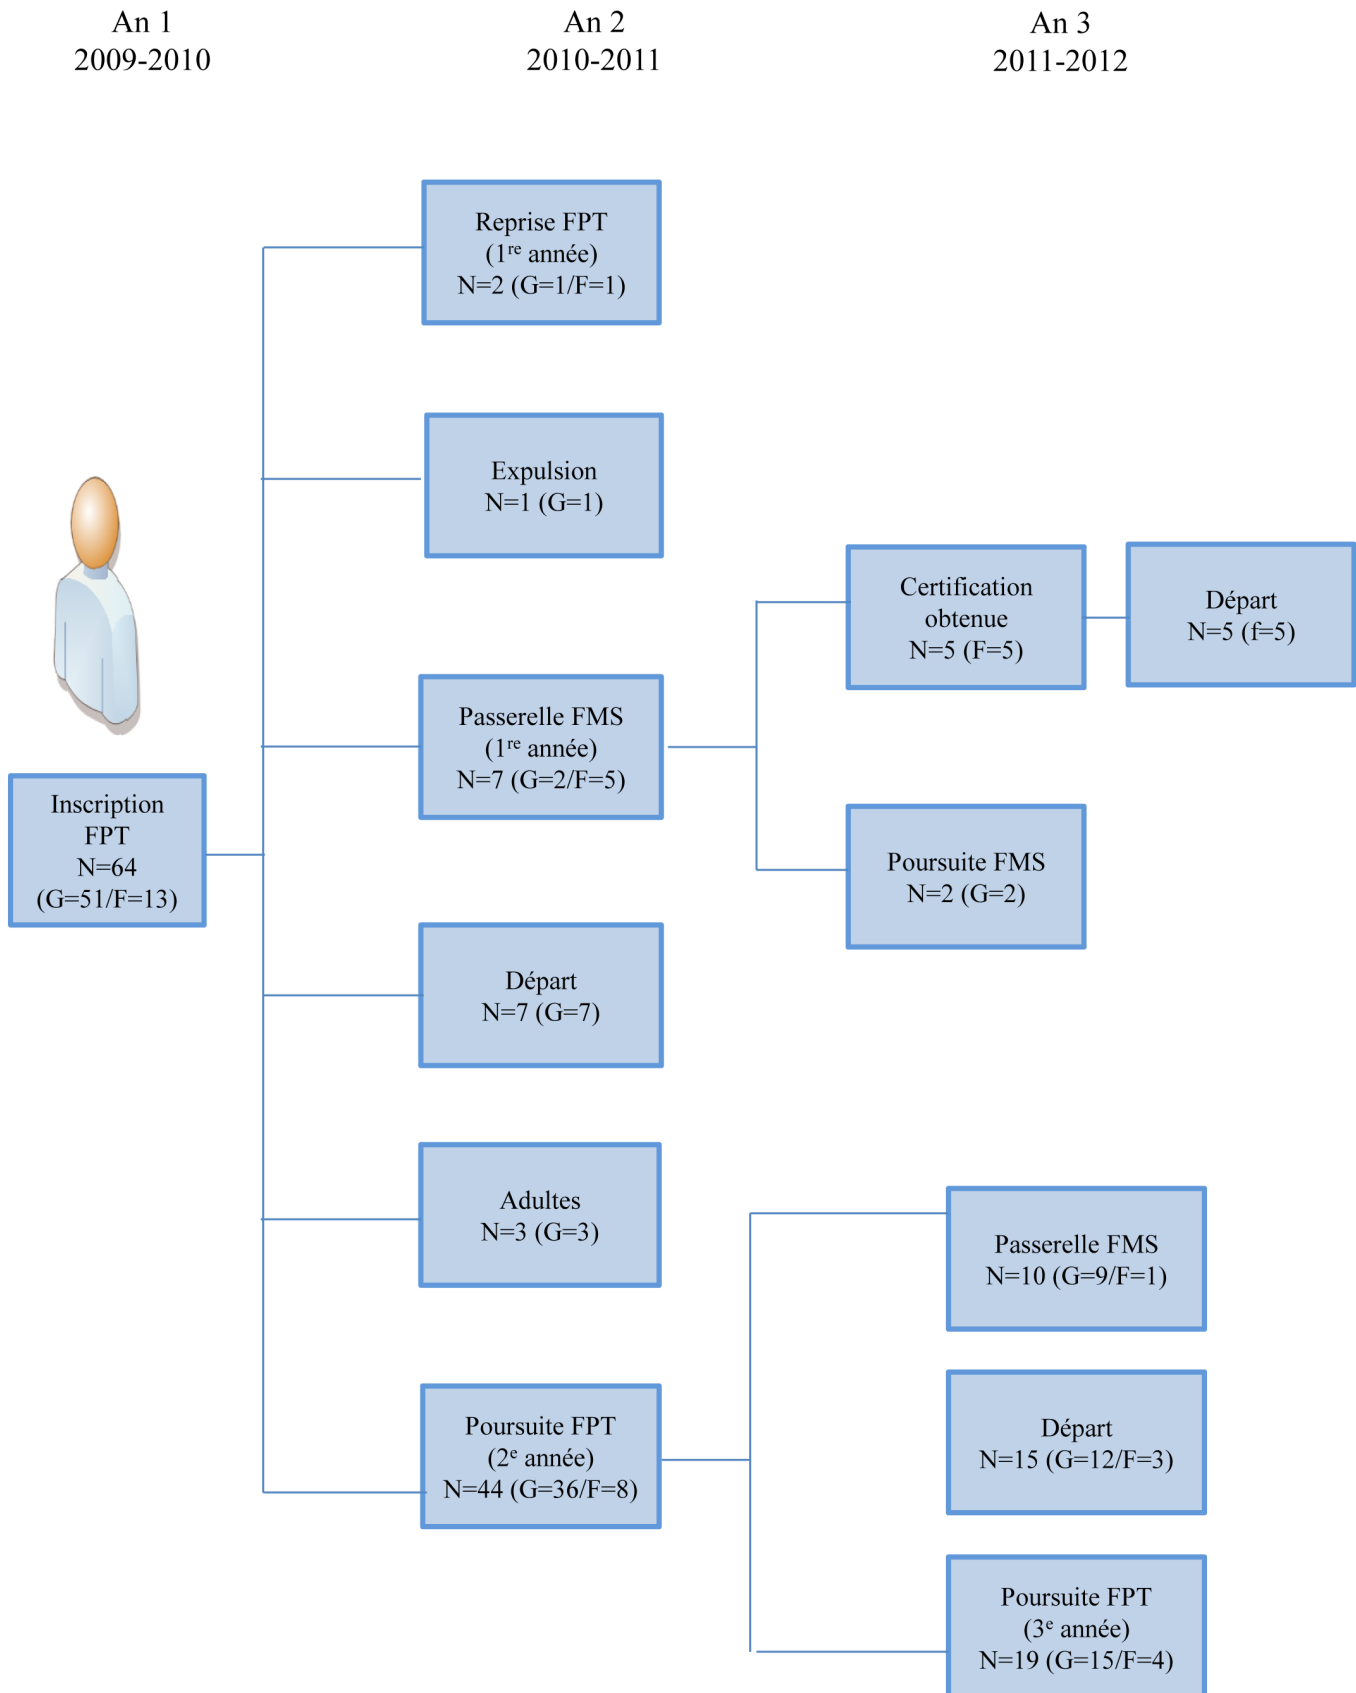 An 1
2009-2010
An 2
2010-2011
An 3
2011-2012
Reprise FPT
(1re année)
N=2 (G=1/F=1)
Expulsion
N=1 (G=1)
Certification
obtenue
N=5 (F=5)
Départ
N=5 (f=5)
Passerelle FMS
(1re année)
N=7 (G=2/F=5)
Inscription
FPT
N=64
(G=51/F=13)
Poursuite FMS
N=2 (G=2)
Départ
N=7 (G=7)
Adultes
N=3 (G=3)
Passerelle FMS
N=10 (G=9/F=1)
Poursuite FPT
(2e année)
N=44 (G=36/F=8)
Départ
N=15 (G=12/F=3)
Poursuite FPT
(3e année)
N=19 (G=15/F=4)